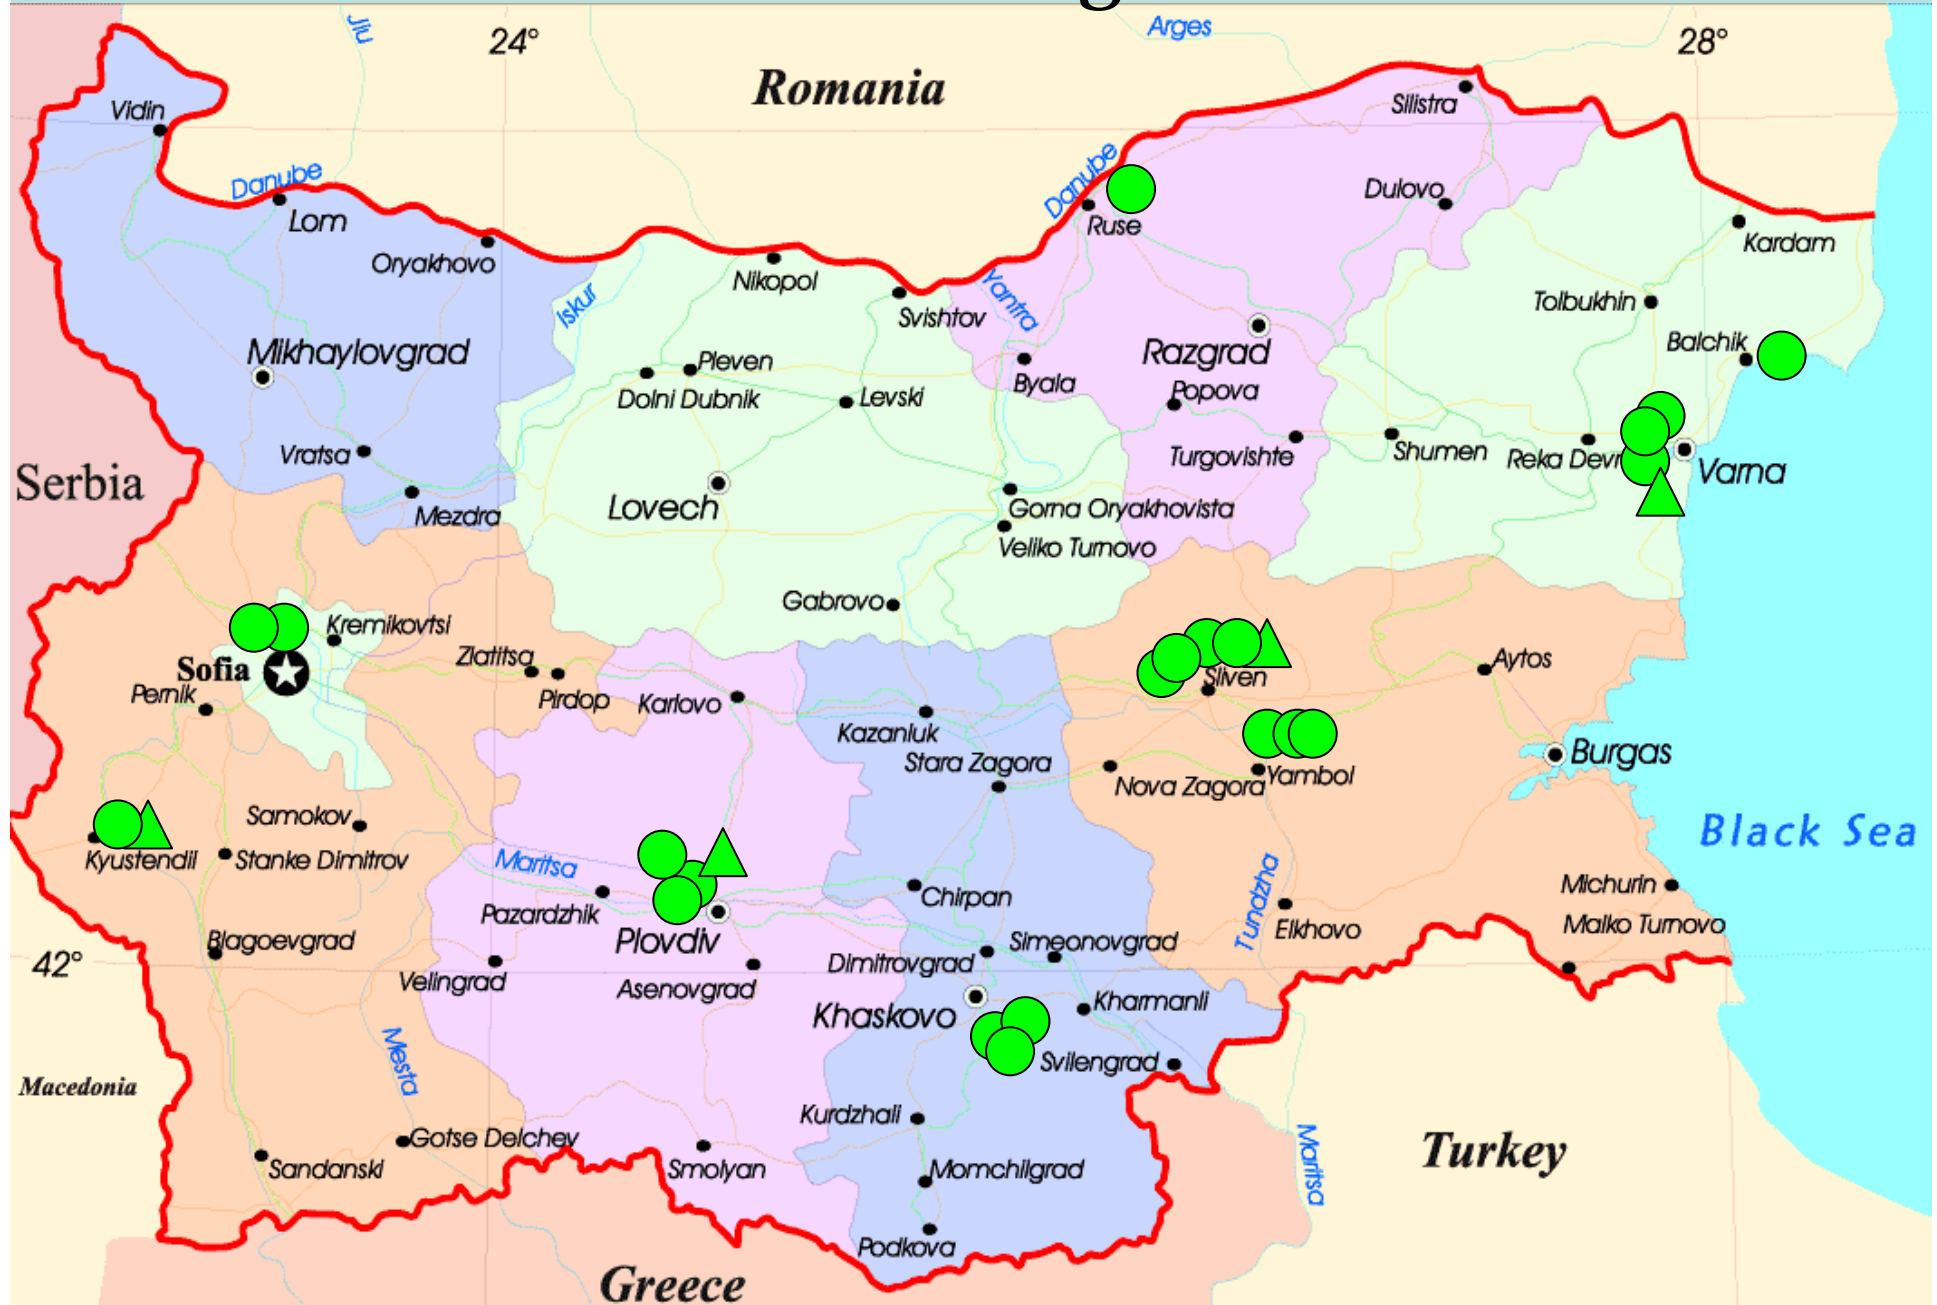 Jiu
Arges
24°
28°
Romania
Vidin
Silistra
Danube
Danube
Dulovo
Lom
Ruse
Oryakhovo
Kardam
Nikopol
Iskur
Yantra
Svishtov
Tolbukhin
Mikhaylovgrad
Razgrad
Balchik
Pleven
Byala
Popova
Dolni Dubnik
Levski
Vratsa
Turgovishte
Shumen
Reka Devn
Varna
Serbia
Lovech
Mezdra
Gorna Oryakhovista
Veliko Turnovo
Gabrovo
Kremikovtsi
Zlatitsa
Aytos
Sofia
Sliven
Pernik
Pirdop
Karlovo
Kazanluk
Stara Zagora
Burgas
Nova Zagora
Yambol
Samokov
Black Sea
Kyustendil
Stanke Dimitrov
Maritsa
Chirpan
Tundzha
Michurin
Pazardzhik
Malko Turnovo
Elkhovo
Plovdiv
Blagoevgrad
Simeonovgrad
42°
Dimitrovgrad
Velingrad
Asenovgrad
Kharmanli
Khaskovo
Mesta
Svilengrad
Macedonia
Kurdzhali
Gotse Delchev
Turkey
Maritsa
Sandanski
Smolyan
Momchilgrad
Podkova
Greece